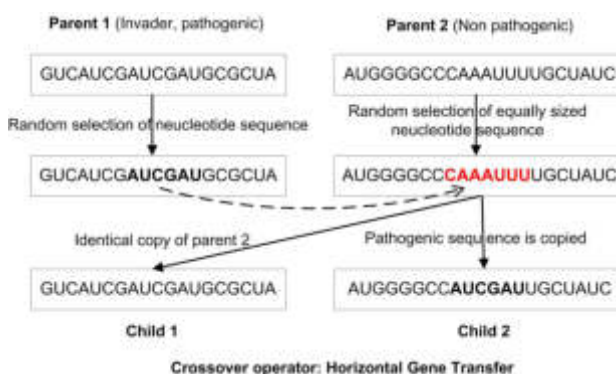 Parent 1 (Invader, pathogenic)
Parent 2 (Non pathogenic)
GUCAUCGAUCGAUGCGCUA
AUGGGGCCCAAAUUUUGCUAUC
Random selection of neucleotide sequence
Random selection of equally sized
neucleotide sequence
GUCAUCGAUCGAUGCGCUA
AUGGGGCCCAAAUUUUGCUAUC
Identical copy of parent 2
Pathogenic sequence is copied
GUCAUCGAUCGAUGCGCUA
AUGGGGCCAUCGAUUGCUAUC
Child 1
Child 2
Crossover operator: Horizontal Gene Transfer